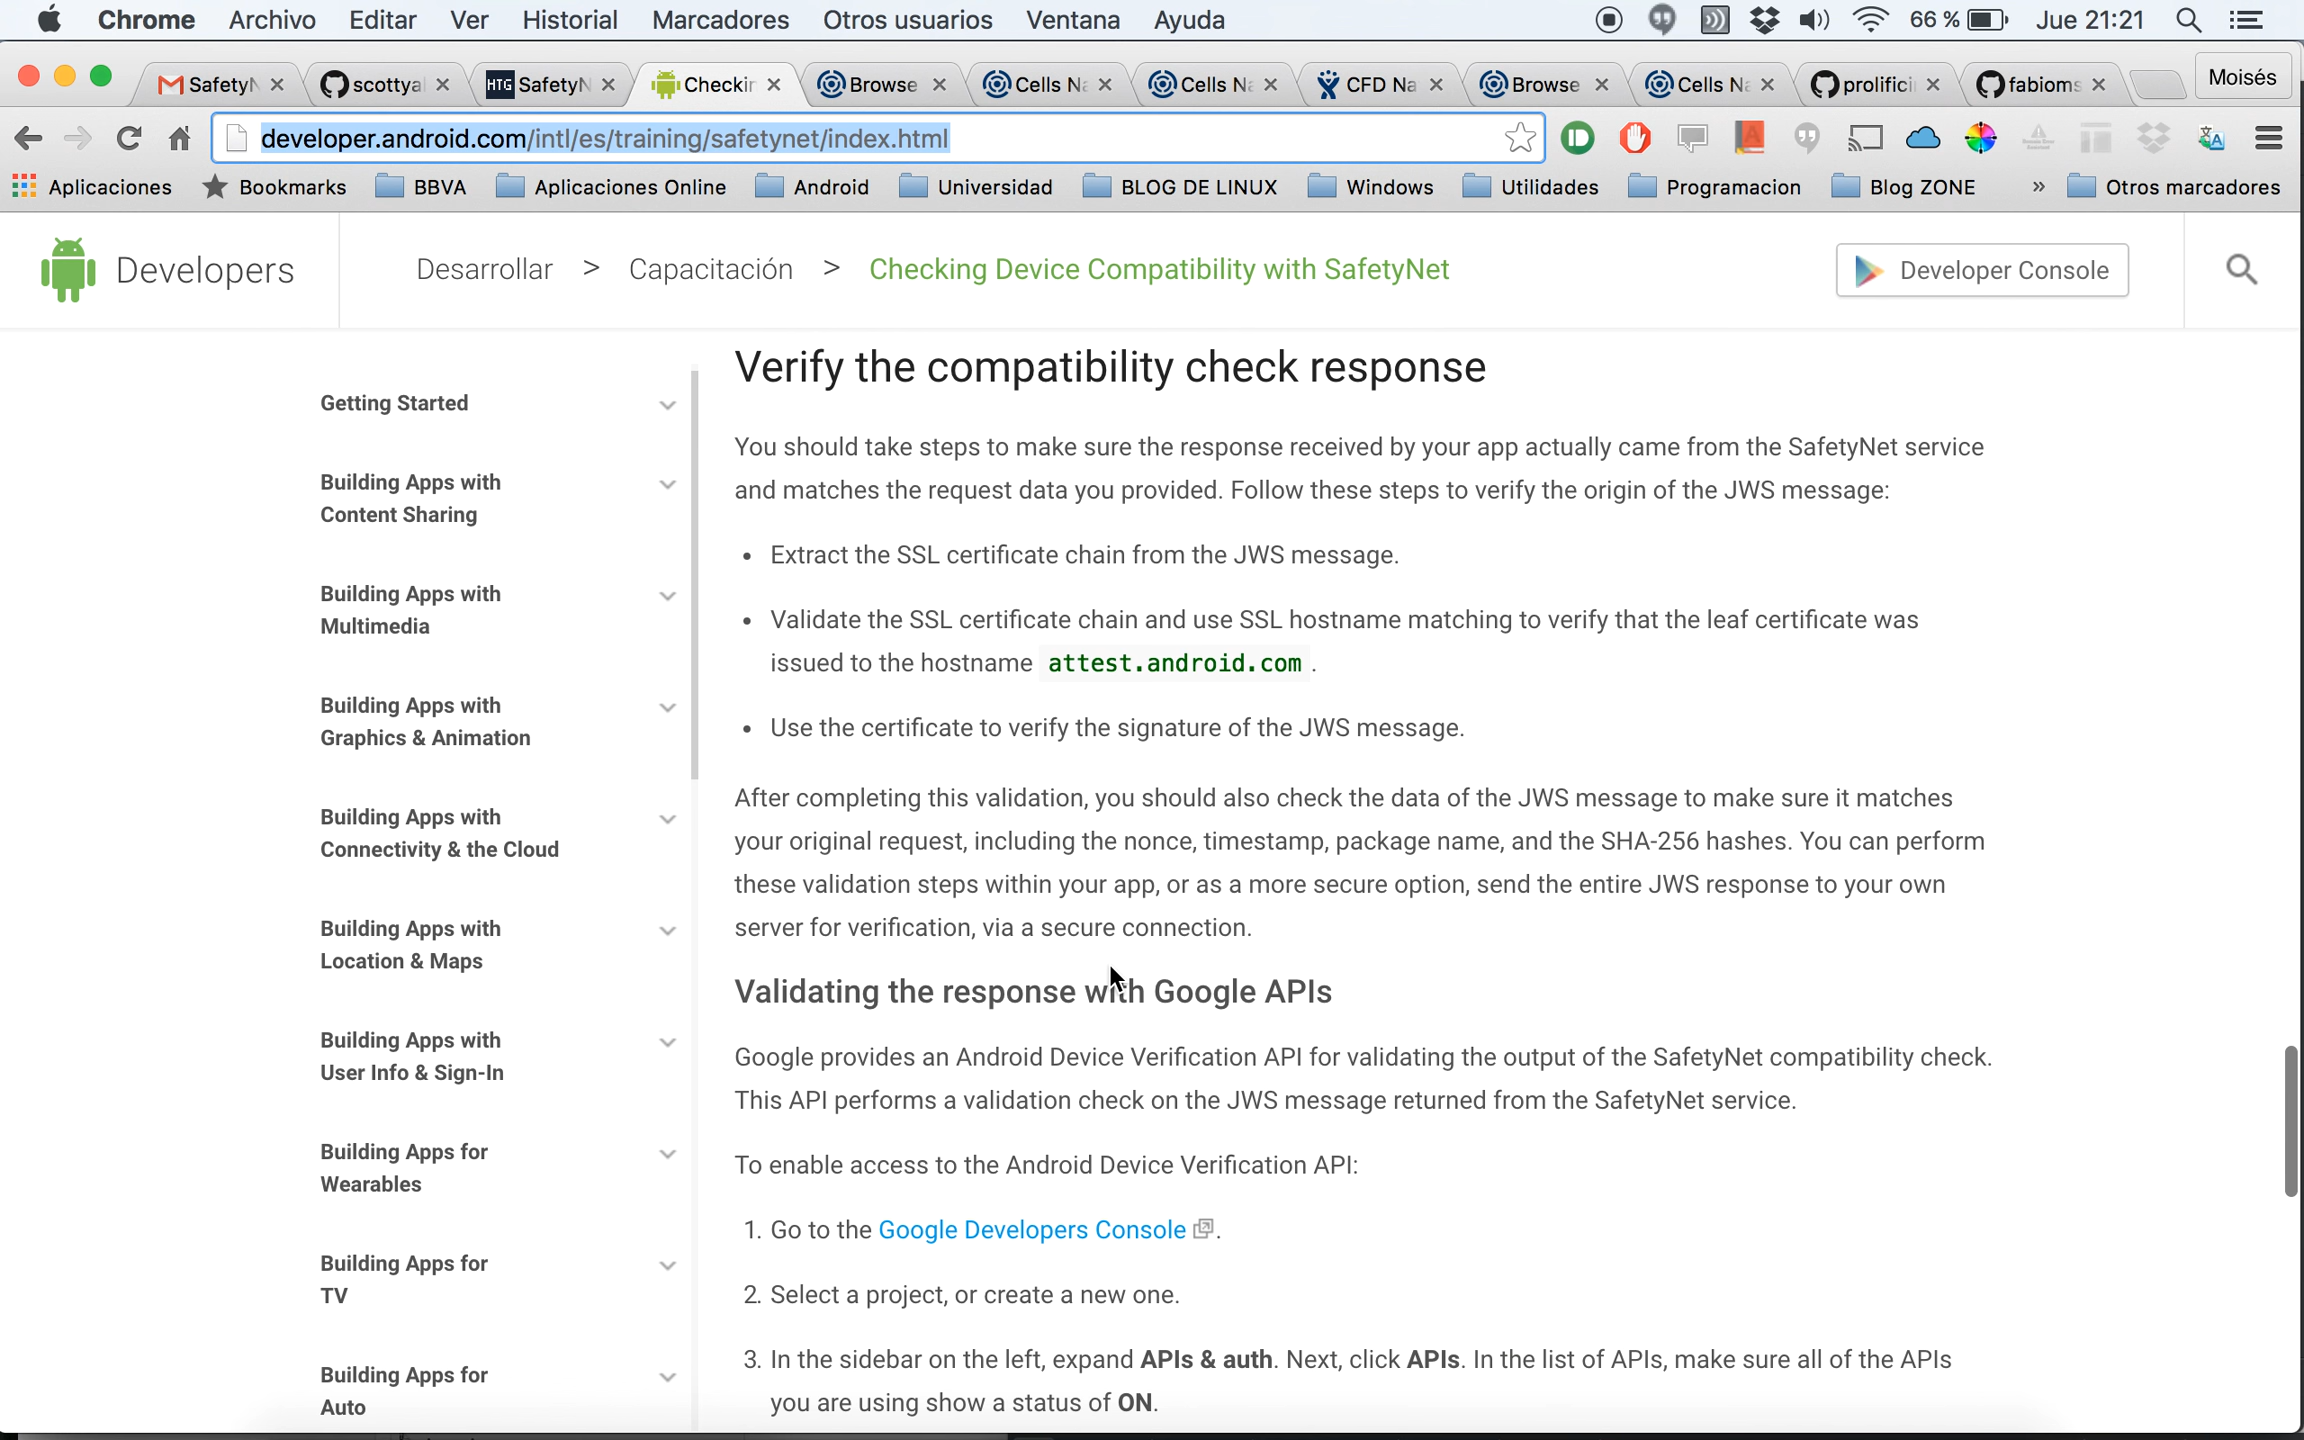 Chrome Archivo Editar Ver Historial Marcadores Otros usuarios Ventana Ayuda 66 % Jue 21:21
SafetyN scottya HTG SafetyN Checkin Browse Cells Na Cells Na CFD Na Browse Cells Na prolifici fabioms Moisés
developer.android.com/intl/es/training/safetynet/index.html
Aplicaciones Bookmarks BBVA Aplicaciones Online Android Universidad BLOG DE LINUX Windows Utilidades Programacion Blog ZONE » Otros marcadores
Developers Desarrollar > Capacitación > Checking Device Compatibility with SafetyNet Developer Console
Getting Started
Building Apps with
Content Sharing
Building Apps with
Multimedia
Building Apps with
Graphics & Animation
Building Apps with
Connectivity & the Cloud
Building Apps with
Location & Maps
Building Apps with
User Info & Sign-In
Building Apps for
Wearables
Building Apps for
TV
Building Apps for
Auto
Verify the compatibility check response
You should take steps to make sure the response received by your app actually came from the SafetyNet service
and matches the request data you provided. Follow these steps to verify the origin of the JWS message:
• Extract the SSL certificate chain from the JWS message.
• Validate the SSL certificate chain and use SSL hostname matching to verify that the leaf certificate was
issued to the hostname attest.android.com .
• Use the certificate to verify the signature of the JWS message.
After completing this validation, you should also check the data of the JWS message to make sure it matches
your original request, including the nonce, timestamp, package name, and the SHA-256 hashes. You can perform
these validation steps within your app, or as a more secure option, send the entire JWS response to your own
server for verification, via a secure connection.
Validating the response with Google APIs
Google provides an Android Device Verification API for validating the output of the SafetyNet compatibility check.
This API performs a validation check on the JWS message returned from the SafetyNet service.
To enable access to the Android Device Verification API:
1. Go to the Google Developers Console .
2. Select a project, or create a new one.
3. In the sidebar on the left, expand APIs & auth. Next, click APIs. In the list of APIs, make sure all of the APIs
you are using show a status of ON.